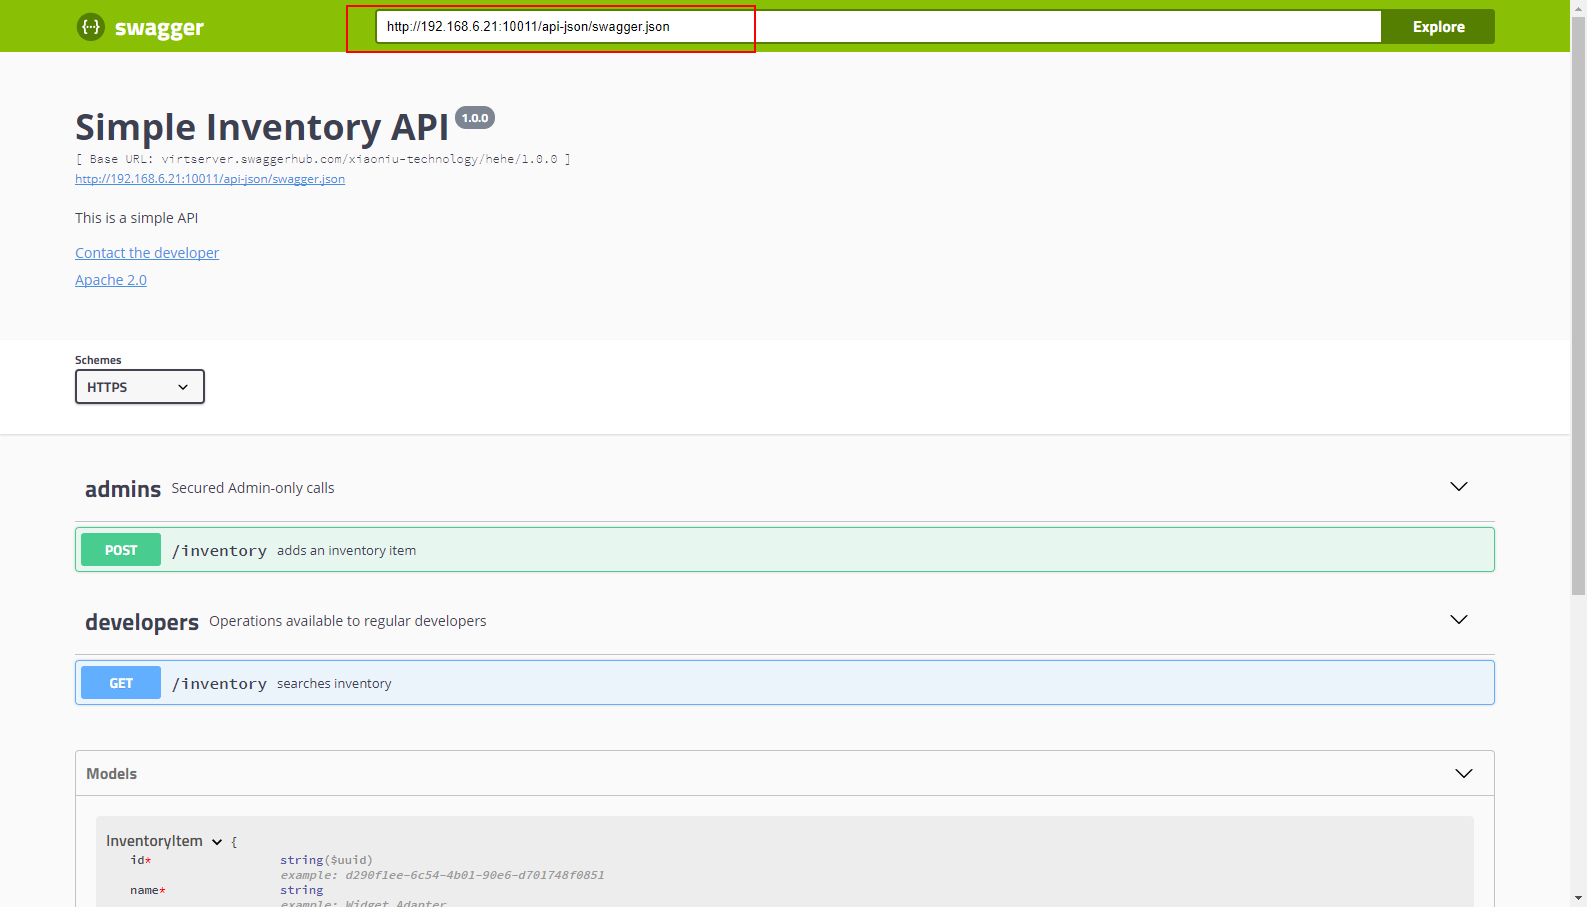 {··} swagger
http://192.168.6.21:10011/api-json/swagger.json
Explore
Simple Inventory API 1.0.0
[ Base URL: virtserver.swaggerhub.com/xiaoniu-technology/hehe/1.0.0 ]
http://192.168.6.21:10011/api-json/swagger.json
This is a simple API
Contact the developer
Apache 2.0
Schemes
HTTPS
admins Secured Admin-only calls
POST /inventory adds an inventory item
developers Operations available to regular developers
GET /inventory searches inventory
Models
InventoryItem {
id* string($uuid)
example: d290f1ee-6c54-4b01-90e6-d701748f0851
name* string
example: Widget Adapter